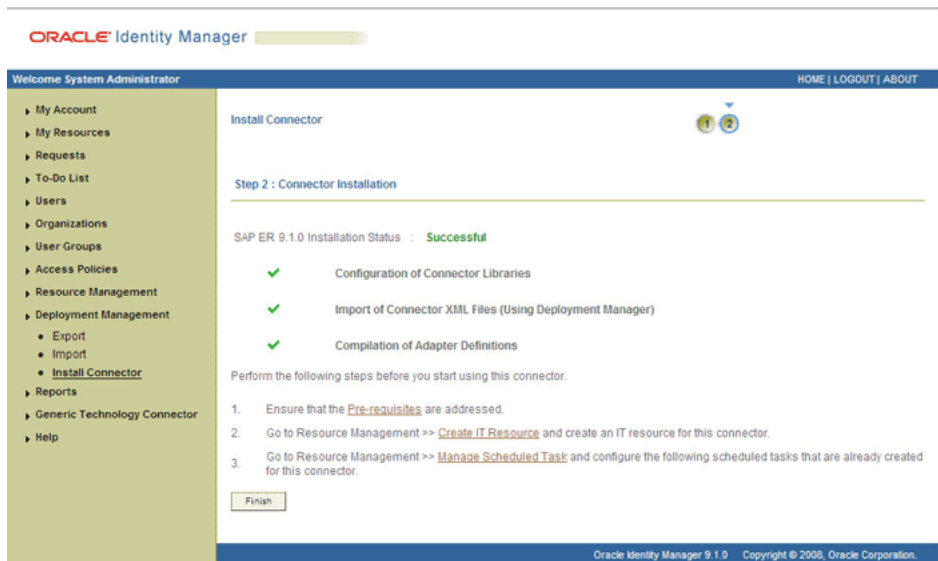 ORACLE Identity Manager
Welcome System Administrator
HOME | LOGOUT | ABOUT
My Account
My Resources
Requests
To-Do List
Users
Organizations
User Groups
Access Policies
Resource Management
Deployment Management
Export
Import
Install Connector
Reports
Generic Technology Connector
Help
Install Connector
1 2
Step 2 : Connector Installation
SAP ER 9.1.0 Installation Status : Successful
Configuration of Connector Libraries
Import of Connector XML Files (Using Deployment Manager)
Compilation of Adapter Definitions
Perform the following steps before you start using this connector.
1. Ensure that the Pre-requisites are addressed.
2. Go to Resource Management >> Create IT Resource and create an IT resource for this connector.
3. Go to Resource Management >> Manage Scheduled Task and configure the following scheduled tasks that are already created
for this connector.
Finish
Oracle Identity Manager 9.1.0 Copyright © 2008, Oracle Corporation.